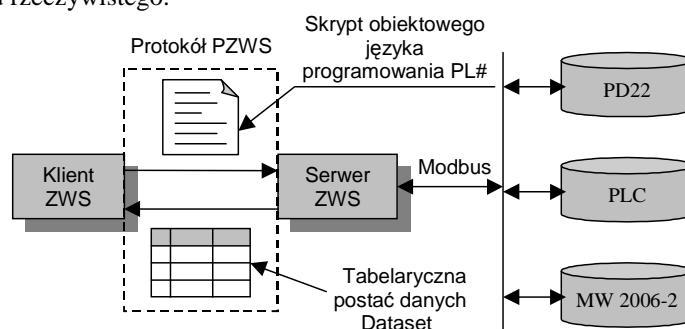 rzeczywistego.
Protokół PZWS
Skrypt obiektowego
języka
programowania PL#
PD22
Klient
ZWS
Serwer
ZWS
Modbus
PLC
Tabelaryczna
postać danych
Dataset
MW 2006-2